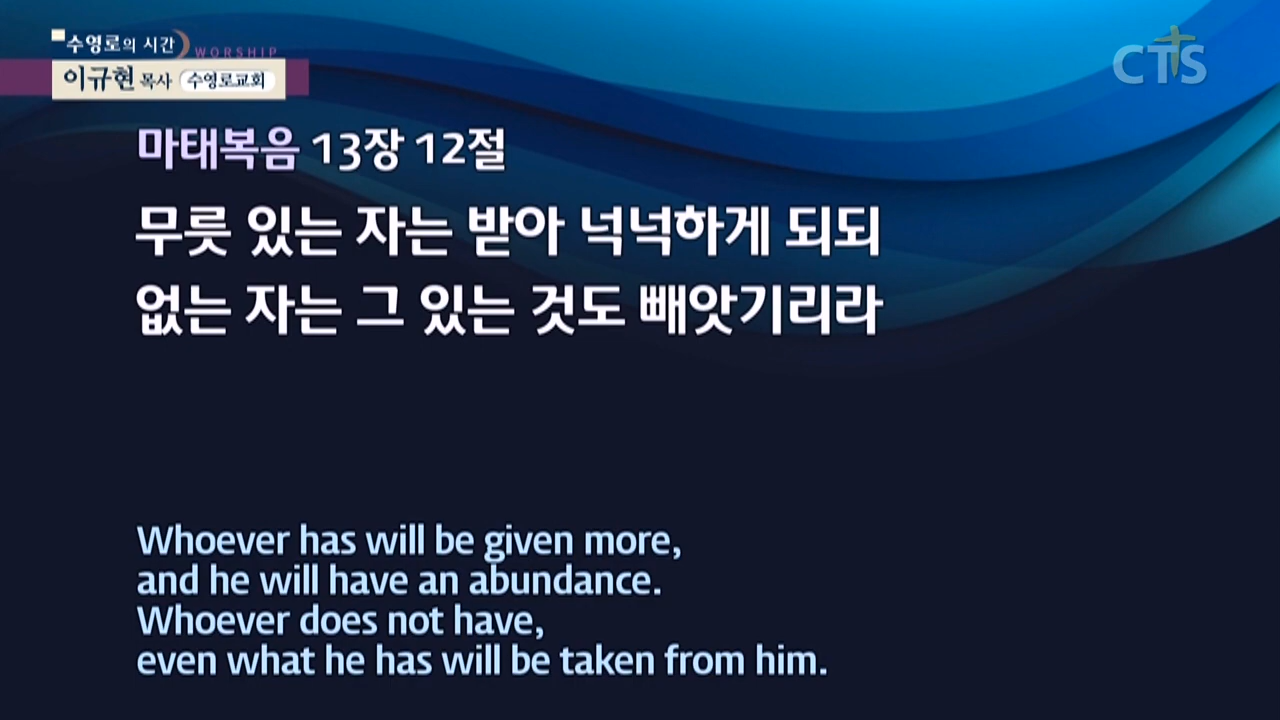 수영로의 시간
WORSHIP
이규현 목사 수영로교회
CTS
마태복음 13장 12절
무릇 있는 자는 받아 넉넉하게 되되
없는 자는 그 있는 것도 빼앗기리라
Whoever has will be given more,
and he will have an abundance.
Whoever does not have,
even what he has will be taken from him.